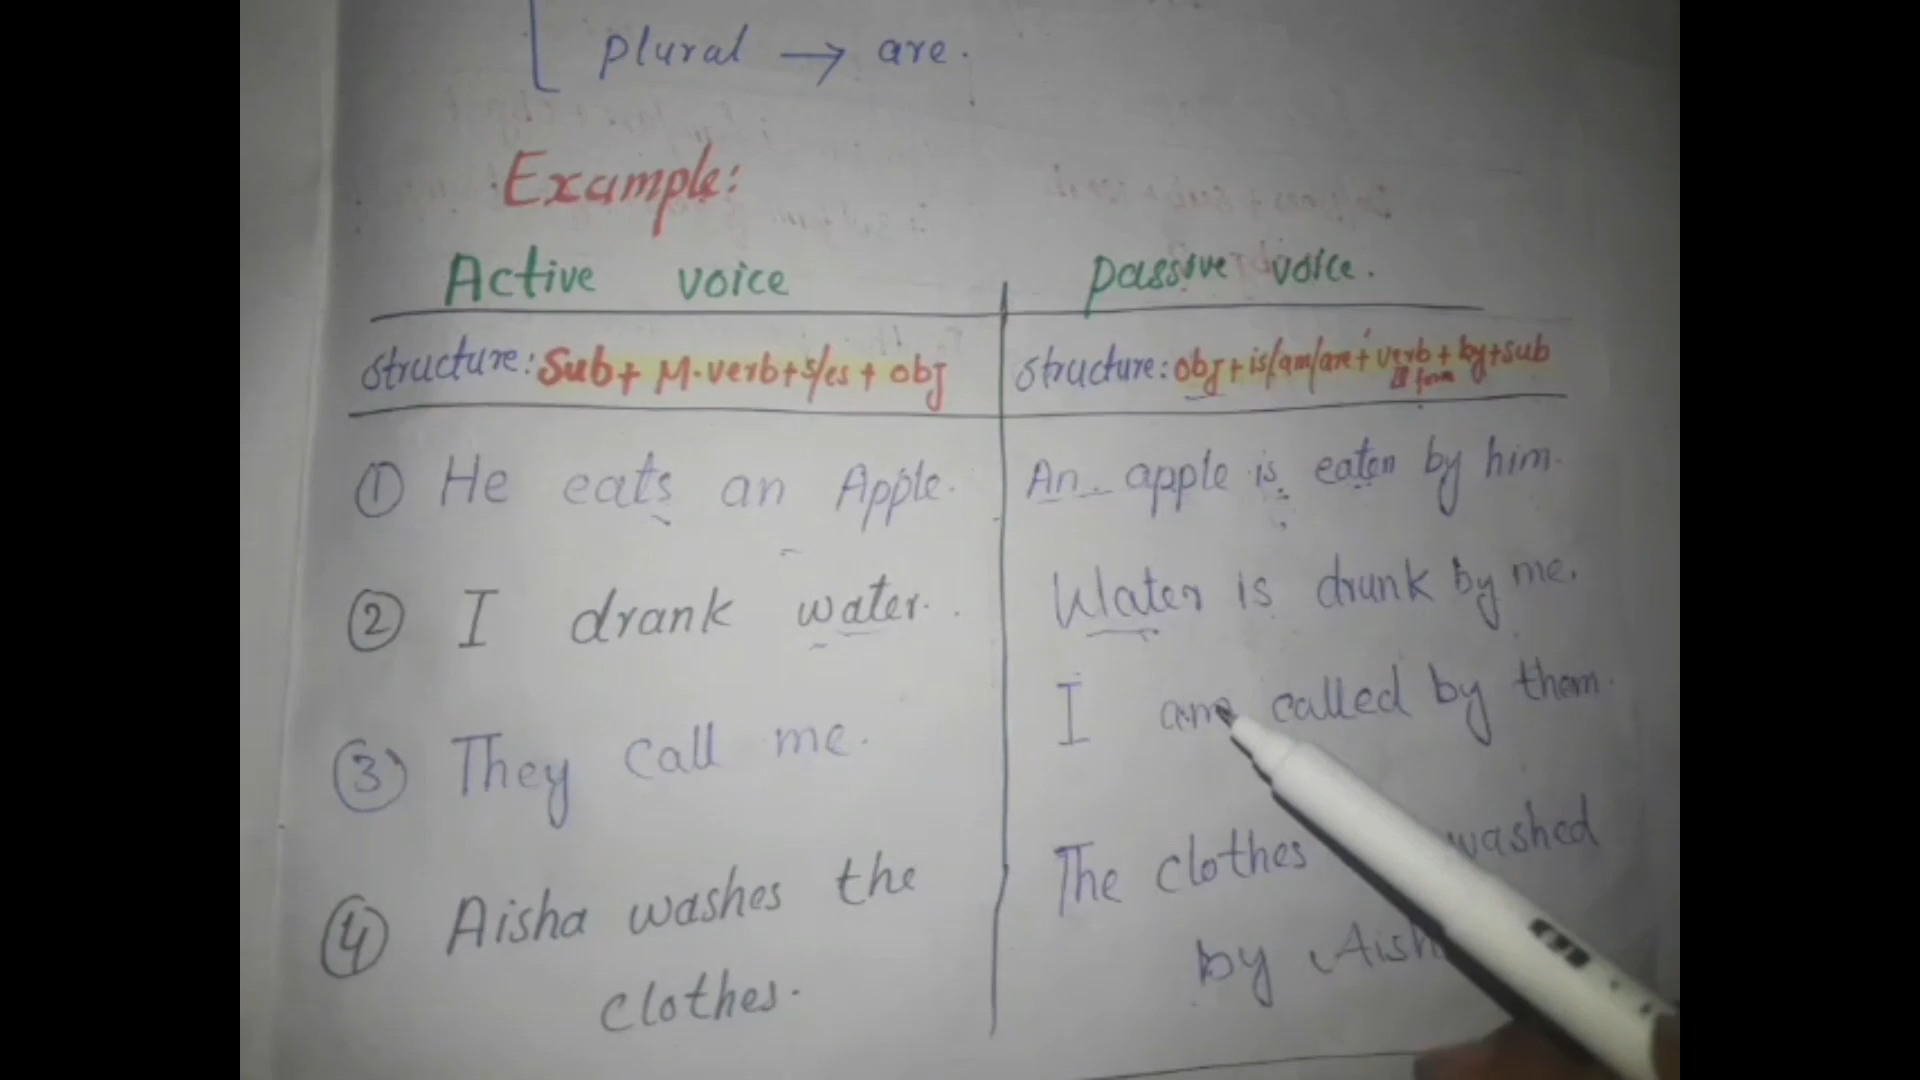 plural → are.
Example:
Active voice
passive voice.
structure: Sub + M.verb + s/es + obj
structure: obj + is/am/are + verb + by + sub
form
① He eats an Apple.
An apple is eaten by him.
② I drank water.
Water is drunk by me.
③ They call me.
I am called by them.
④ Aisha washes the
clothes.
The clothes washed
by